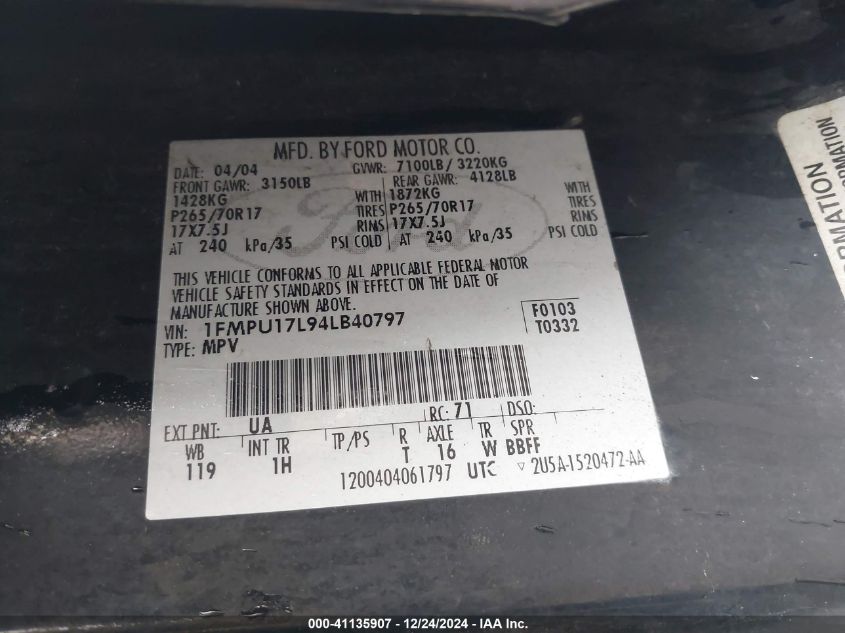 MFD. BY FORD MOTOR CO.
DATE: 04/04 GVWR: 7100LB/ 3220KG
FRONT GAWR: 3150LB REAR GAWR: 4128LB
1428KG WITH 1872KG WITH
P265/70R17 TIRES P265/70R17 TIRES
17X7.5J RIMS 17X7.5J RIMS
AT 240 kPa/35 PSI COLD AT 240 kPa/35 PSI COLD
Ford
THIS VEHICLE CONFORMS TO ALL APPLICABLE FEDERAL MOTOR
VEHICLE SAFETY STANDARDS IN EFFECT ON THE DATE OF
MANUFACTURE SHOWN ABOVE.
VIN: 1FMPU17L94LB40797 F0103
TYPE: MPV T0332
EXT PNT: UA RC: 71 DSO:
WB INT TR TP/PS R AXLE TR SPR
119 1H T 16 W BBFF
1200404061797 UTC ▽ 2U5A-1520472-AA
ORMATION
RMATION
000-41135907 - 12/24/2024 - IAA Inc.